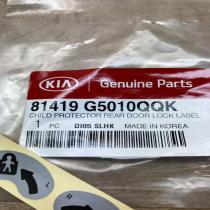 KIA Genuine Parts
81419 G5010QQK
CHILD PROTECTOR REAR DOOR LOCK LABEL
1 PC DI05 SLHK MADE IN KOREA
L R